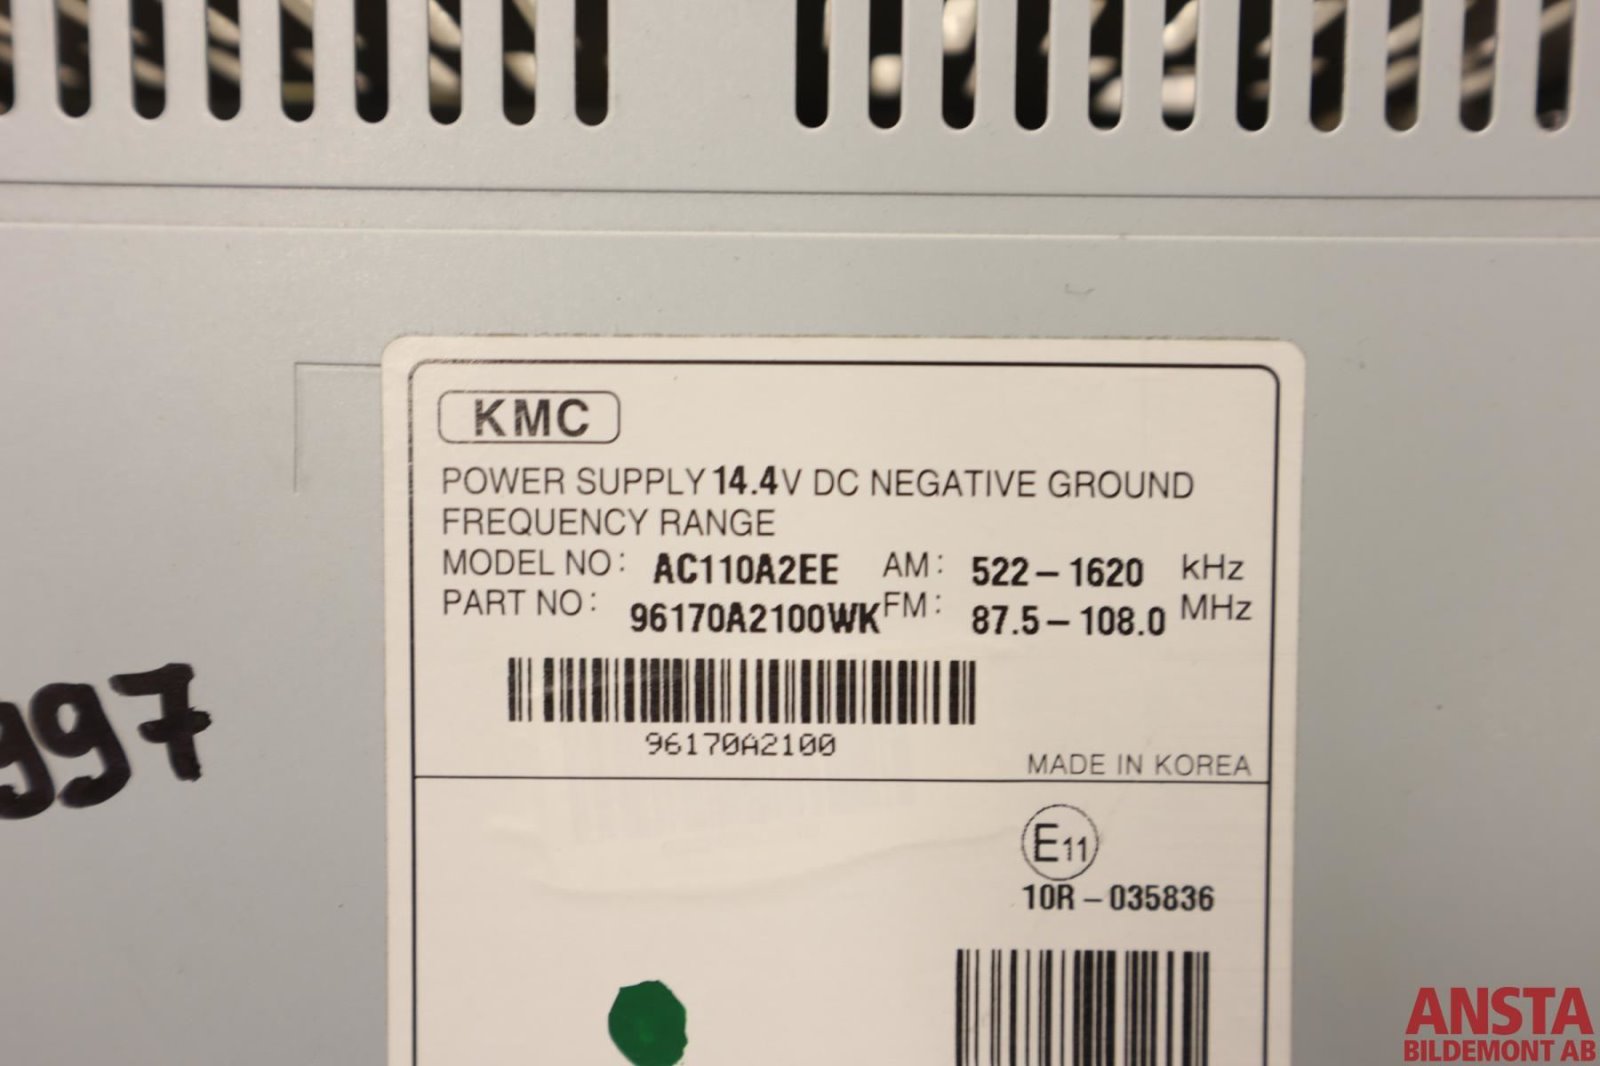 KMC
POWER SUPPLY 14.4V DC NEGATIVE GROUND
FREQUENCY RANGE
MODEL NO: AC110A2EE AM: 522-1620 kHz
PART NO: 96170A2100WK FM: 87.5-108.0 MHz
96170A2100
MADE IN KOREA
E11
10R-035836
997
ANSTA
BILDEMONT AB